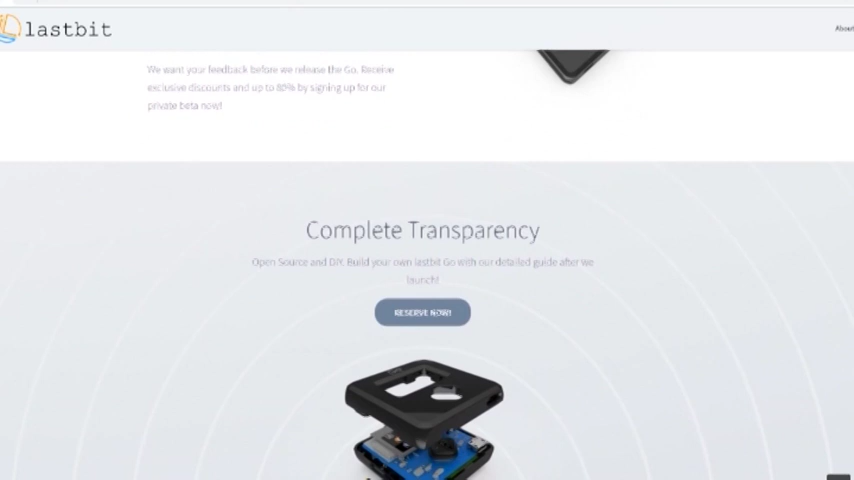 lastbit
About
We want your feedback before we release the Go. Receive
exclusive discounts and up to 80% by signing up for our
private beta now!
Complete Transparency
Open Source and DIY. Build your own lastbit Go with our detailed guide after we
launch!
RESERVE NOW!